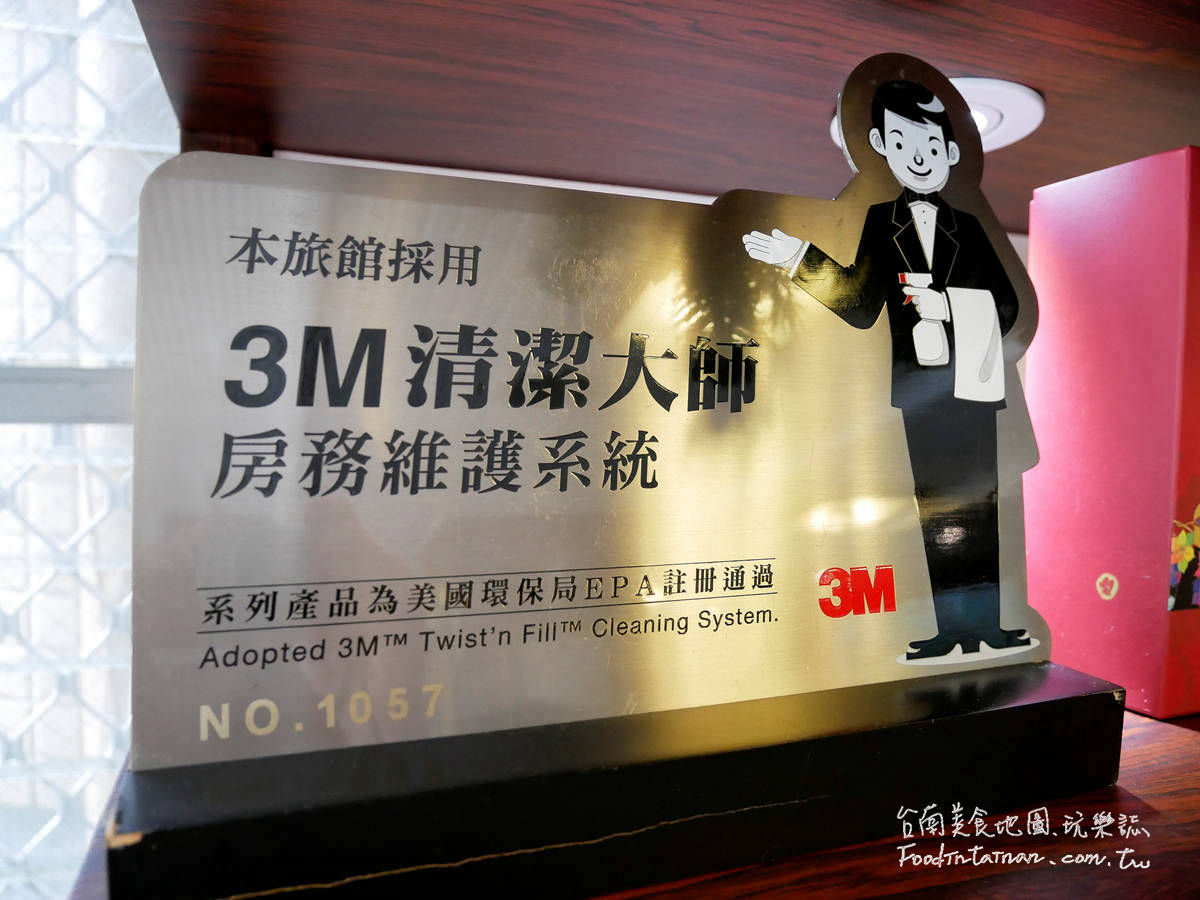 本旅館採用
3M清潔大師
房務維護系統
系列產品為美國環保局EPA註冊通過
Adopted 3M™ Twist'n Fill™ Cleaning System.
NO.1057
3M
台南美食地圖.玩樂誌
FoodInTainan.com.tw